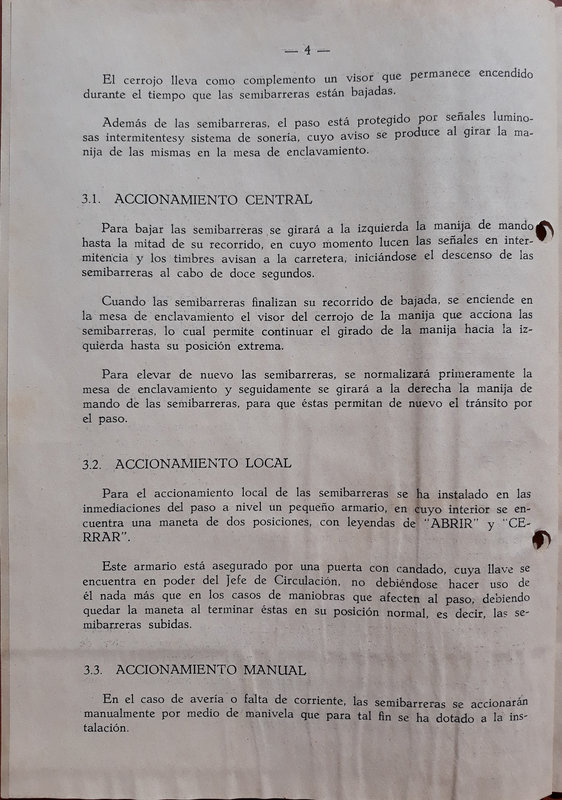 — 4 —
El cerrojo lleva como complemento un visor que permanece encendido
durante el tiempo que las semibarreras están bajadas.
Además de las semibarreras, el paso está protegido por señales lumino-
sas intermitentesy sistema de sonería, cuyo aviso se produce al girar la ma-
nija de las mismas en la mesa de enclavamiento.
3.1. ACCIONAMIENTO CENTRAL
Para bajar las semibarreras se girará a la izquierda la manija de mando
hasta la mitad de su recorrido, en cuyo momento lucen las señales en inter-
mitencia y los timbres avisan a la carretera, iniciándose el descenso de las
semibarreras al cabo de doce segundos.
Cuando las semibarreras finalizan su recorrido de bajada, se enciende en
la mesa de enclavamiento el visor del cerrojo de la manija que acciona las
semibarreras, lo cual permite continuar el girado de la manija hacia la iz-
quierda hasta su posición extrema.
Para elevar de nuevo las semibarreras, se normalizará primeramente la
mesa de enclavamiento y seguidamente se girará a la derecha la manija de
mando de las semibarreras, para que éstas permitan de nuevo el tránsito por
el paso.
3.2. ACCIONAMIENTO LOCAL
Para el accionamiento local de las semibarreras se ha instalado en las
inmediaciones del paso a nivel un pequeño armario, en cuyo interior se en-
cuentra una maneta de dos posiciones, con leyendas de "ABRIR" y "CE-
RRAR".
Este armario está asegurado por una puerta con candado, cuya llave se
encuentra en poder del Jefe de Circulación, no debiéndose hacer uso de
él nada más que en los casos de maniobras que afecten al paso, debiendo
quedar la maneta al terminar éstas en su posición normal, es decir, las se-
mibarreras subidas.
3.3. ACCIONAMIENTO MANUAL
En el caso de avería o falta de corriente, las semibarreras se accionarán
manualmente por medio de manivela que para tal fin se ha dotado a la ins-
talación.